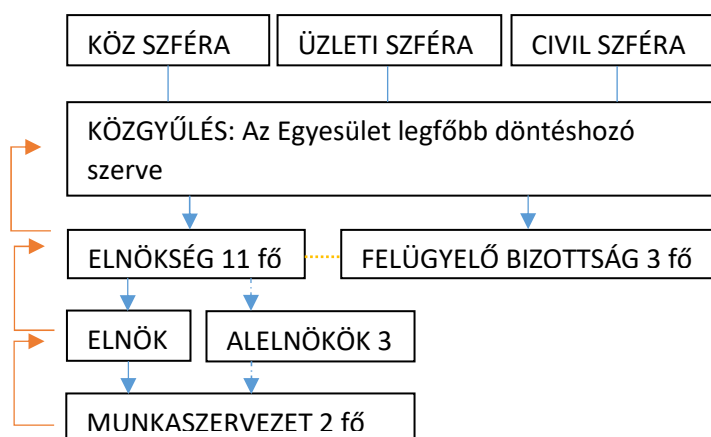 KÖZ SZFÉRA
ÜZLETI SZFÉRA
CIVIL SZFÉRA
KÖZGYŰLÉS: Az Egyesület legfőbb döntéshozó
szerve
ELNÖKSÉG 11 fő
FELÜGYELŐ BIZOTTSÁG 3 fő
ELNÖK
ALELNÖKÖK 3
MUNKASZERVEZET 2 fő